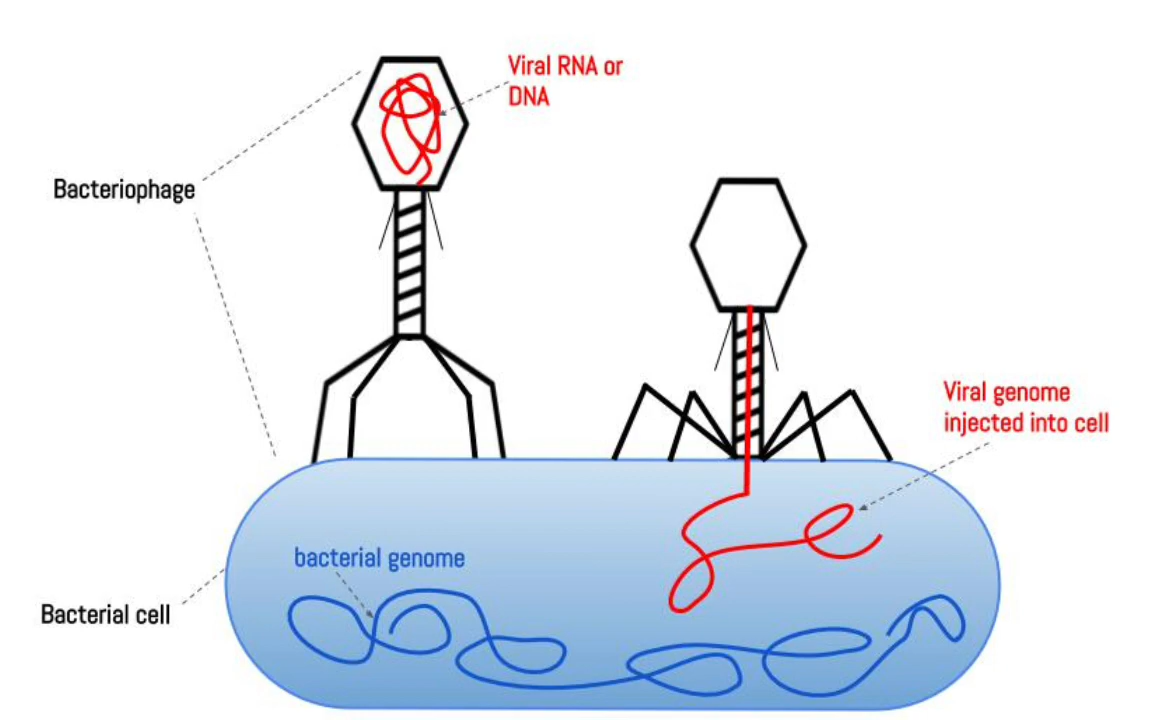 Viral RNA or
DNA
Bacteriophage
Viral genome
injected into cell
bacterial genome
Bacterial cell